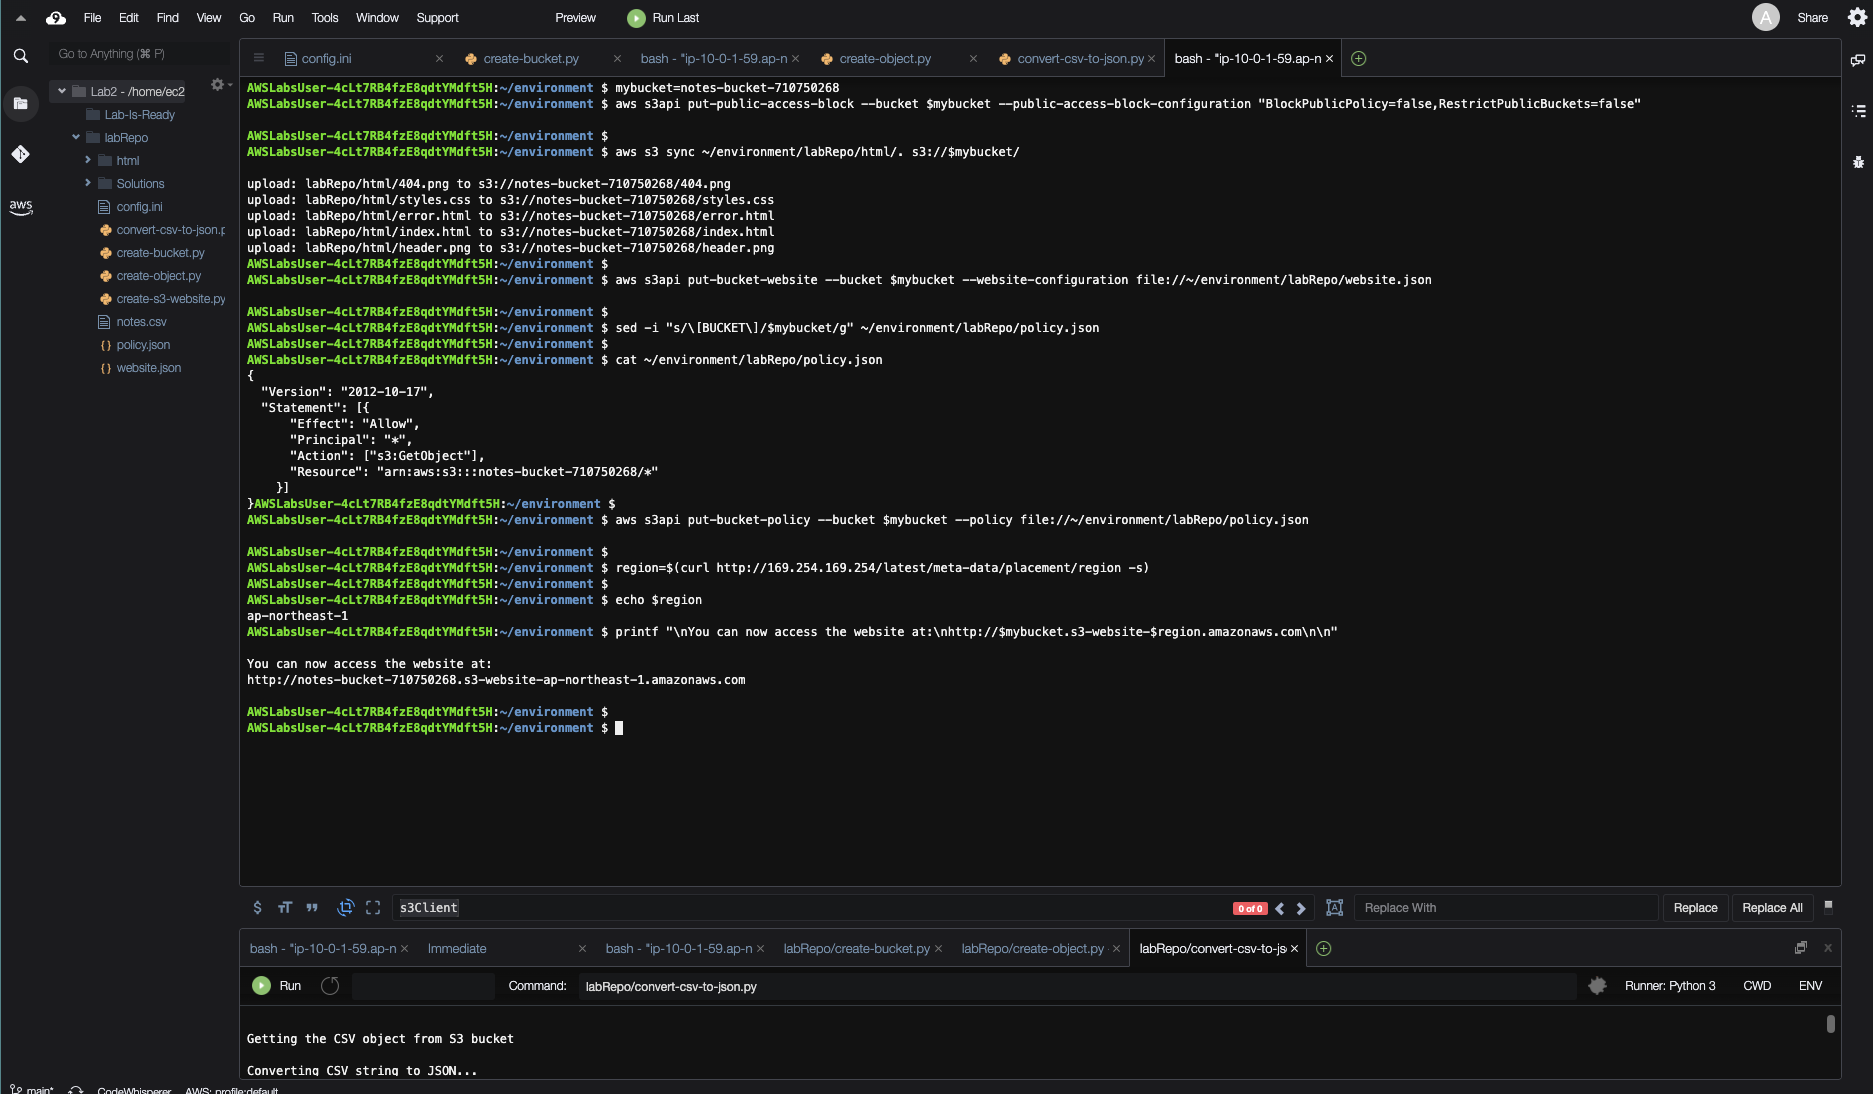 File Edit Find View Go Run Tools Window Support Preview Run Last A Share
Go to Anything (⌘ P)
config.ini create-bucket.py bash - "ip-10-0-1-59.ap-n create-object.py convert-csv-to-json.py bash - "ip-10-0-1-59.ap-n
Lab2 - /home/ec2
Lab-Is-Ready
labRepo
html
Solutions
config.ini
convert-csv-to-json.p
create-bucket.py
create-object.py
create-s3-website.py
notes.csv
policy.json
website.json
aws
AWSLabsUser-4cLt7RB4fzE8qdtYMdft5H:~/environment $ mybucket=notes-bucket-710750268
AWSLabsUser-4cLt7RB4fzE8qdtYMdft5H:~/environment $ aws s3api put-public-access-block --bucket $mybucket --public-access-block-configuration "BlockPublicPolicy=false,RestrictPublicBuckets=false"
AWSLabsUser-4cLt7RB4fzE8qdtYMdft5H:~/environment $
AWSLabsUser-4cLt7RB4fzE8qdtYMdft5H:~/environment $ aws s3 sync ~/environment/labRepo/html/. s3://$mybucket/
upload: labRepo/html/404.png to s3://notes-bucket-710750268/404.png
upload: labRepo/html/styles.css to s3://notes-bucket-710750268/styles.css
upload: labRepo/html/error.html to s3://notes-bucket-710750268/error.html
upload: labRepo/html/index.html to s3://notes-bucket-710750268/index.html
upload: labRepo/html/header.png to s3://notes-bucket-710750268/header.png
AWSLabsUser-4cLt7RB4fzE8qdtYMdft5H:~/environment $
AWSLabsUser-4cLt7RB4fzE8qdtYMdft5H:~/environment $ aws s3api put-bucket-website --bucket $mybucket --website-configuration file://~/environment/labRepo/website.json
AWSLabsUser-4cLt7RB4fzE8qdtYMdft5H:~/environment $
AWSLabsUser-4cLt7RB4fzE8qdtYMdft5H:~/environment $ sed -i "s/\[BUCKET\]/$mybucket/g" ~/environment/labRepo/policy.json
AWSLabsUser-4cLt7RB4fzE8qdtYMdft5H:~/environment $
AWSLabsUser-4cLt7RB4fzE8qdtYMdft5H:~/environment $ cat ~/environment/labRepo/policy.json
{
"Version": "2012-10-17",
"Statement": [{
"Effect": "Allow",
"Principal": "*",
"Action": ["s3:GetObject"],
"Resource": "arn:aws:s3:::notes-bucket-710750268/*"
}]
}AWSLabsUser-4cLt7RB4fzE8qdtYMdft5H:~/environment $
AWSLabsUser-4cLt7RB4fzE8qdtYMdft5H:~/environment $ aws s3api put-bucket-policy --bucket $mybucket --policy file://~/environment/labRepo/policy.json
AWSLabsUser-4cLt7RB4fzE8qdtYMdft5H:~/environment $
AWSLabsUser-4cLt7RB4fzE8qdtYMdft5H:~/environment $ region=$(curl http://169.254.169.254/latest/meta-data/placement/region -s)
AWSLabsUser-4cLt7RB4fzE8qdtYMdft5H:~/environment $
AWSLabsUser-4cLt7RB4fzE8qdtYMdft5H:~/environment $ echo $region
ap-northeast-1
AWSLabsUser-4cLt7RB4fzE8qdtYMdft5H:~/environment $ printf "\nYou can now access the website at:\nhttp://$mybucket.s3-website-$region.amazonaws.com\n\n"
You can now access the website at:
http://notes-bucket-710750268.s3-website-ap-northeast-1.amazonaws.com
AWSLabsUser-4cLt7RB4fzE8qdtYMdft5H:~/environment $
AWSLabsUser-4cLt7RB4fzE8qdtYMdft5H:~/environment $
s3Client 0 of 0 Replace With Replace Replace All
bash - "ip-10-0-1-59.ap-n Immediate bash - "ip-10-0-1-59.ap-n labRepo/create-bucket.py labRepo/create-object.py labRepo/convert-csv-to-js
Run Command: labRepo/convert-csv-to-json.py Runner: Python 3 CWD ENV
Getting the CSV object from S3 bucket
Converting CSV string to JSON...
main* CodeWhisperer AWS: profile:default